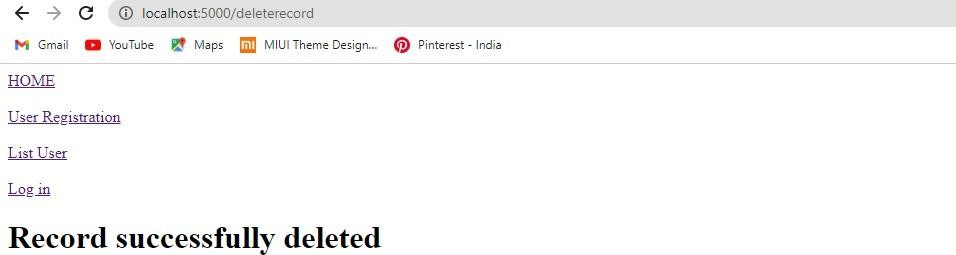 localhost:5000/deleterecord
Gmail YouTube Maps MIUI Theme Design... Pinterest - India
HOME
User Registration
List User
Log in
Record successfully deleted